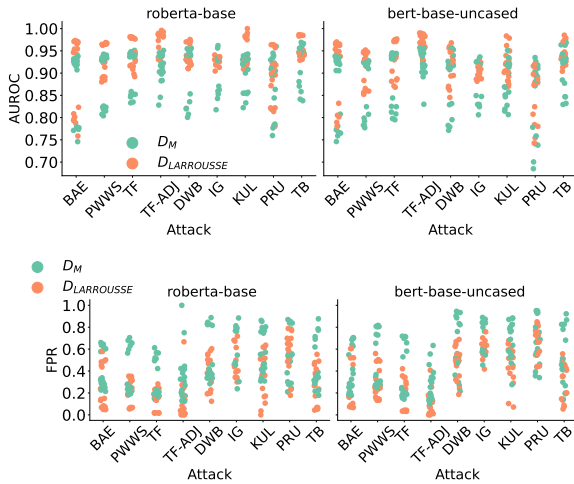 roberta-base
bert-base-uncased
AUROC
1.00
0.95
0.90
0.85
0.80
0.75
0.70
D_M
D_LARROUSSE
BAE
PWWS
TF
TF-ADJ
DWB
IG
KUL
PRU
TB
BAE
PWWS
TF
TF-ADJ
DWB
IG
KUL
PRU
TB
Attack
Attack
D_M
D_LARROUSSE
roberta-base
bert-base-uncased
FPR
1.0
0.8
0.6
0.4
0.2
0.0
BAE
PWWS
TF
TF-ADJ
DWB
IG
KUL
PRU
TB
BAE
PWWS
TF
TF-ADJ
DWB
IG
KUL
PRU
TB
Attack
Attack